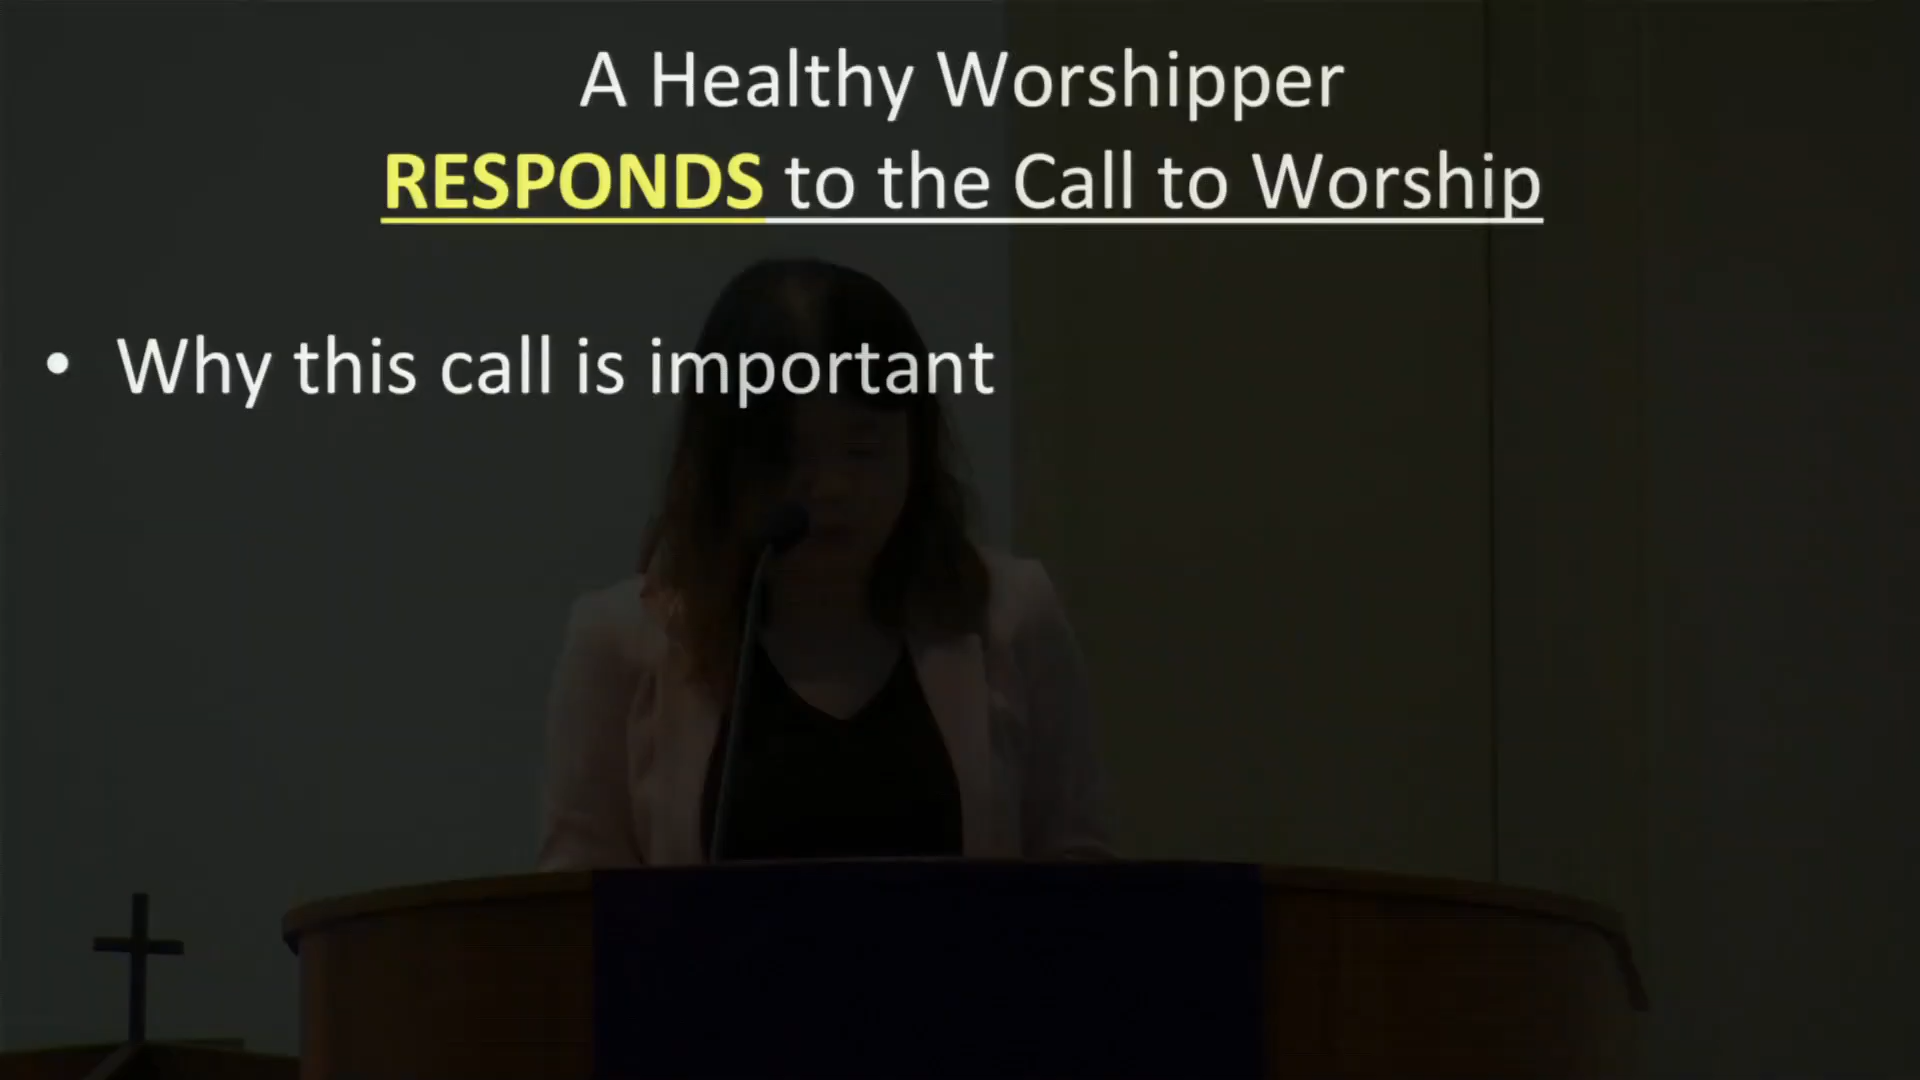 A Healthy Worshipper
RESPONDS to the Call to Worship
• Why this call is important